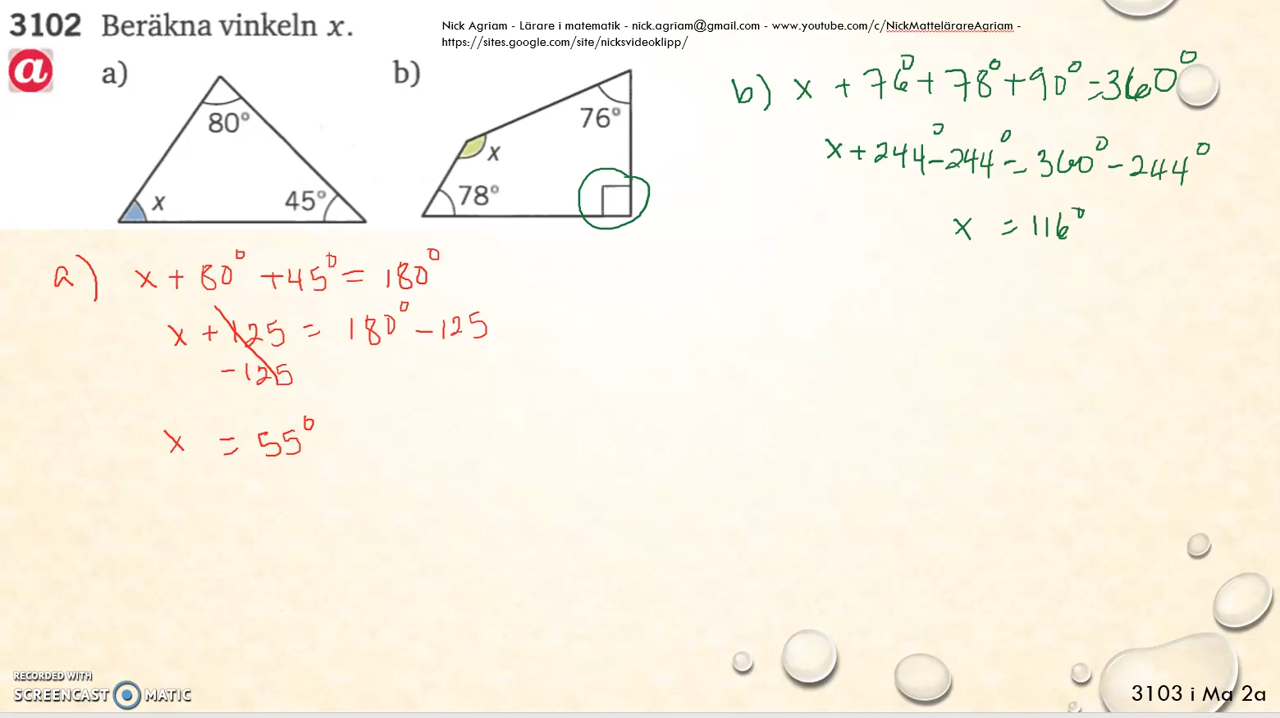 3102 Beräkna vinkeln x.
Nick Agriam - Lärare i matematik - nick.agriam@gmail.com - www.youtube.com/c/NickMattelärareAgriam -
https://sites.google.com/site/nicksvideoklipp/
a
a)
80°
x
45°
b)
76°
x
78°
b) x + 76° + 78° + 90° = 360°
x + 244° - 244° = 360° - 244°
x = 116°
a) x + 80° + 45° = 180°
x + 125 = 180° - 125
- 125
x = 55°
RECORDED WITH
SCREENCAST MATIC
3103 i Ma 2a